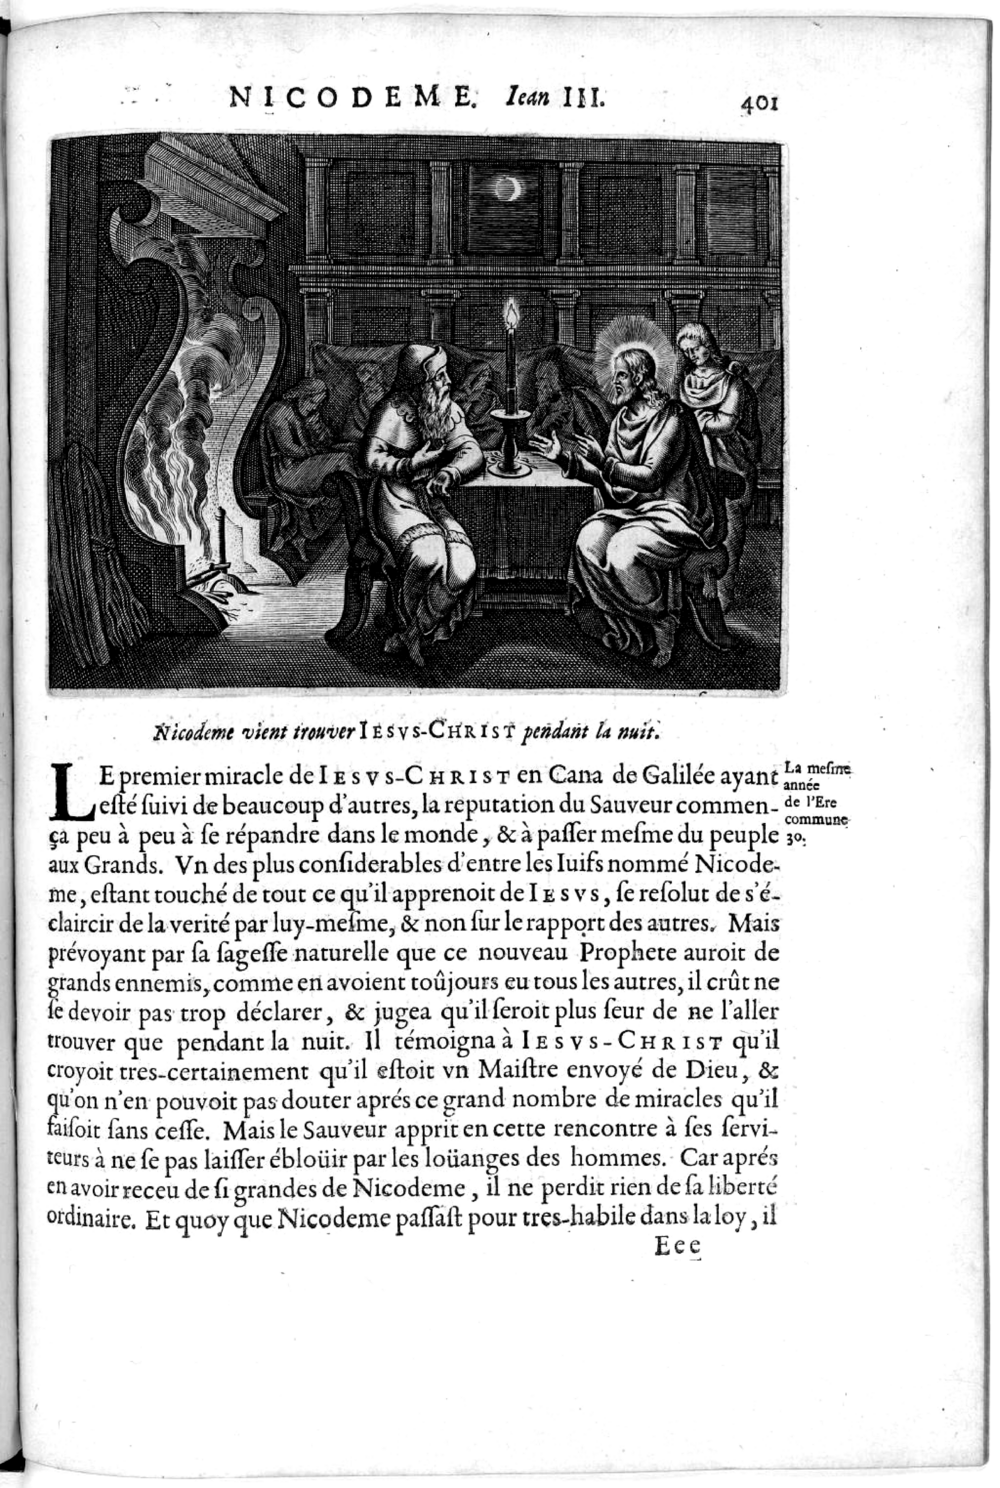 NICODEME. Iean III. 401
Nicodeme vient trouver IESVS-CHRIST pendant la nuit.
LE premier miracle de IESVS-CHRIST en Cana de Galilée ayant
esté ſuivi de beaucoup d'autres, la reputation du Sauveur commen-
ça peu à peu à ſe répandre dans le monde, & à paſſer meſme du peuple
aux Grands. Vn des plus conſiderables d'entre les Iuifs nommé Nicode-
me, eſtant touché de tout ce qu'il apprenoit de IESVS, ſe reſolut de s'é-
claircir de la verité par luy-meſme, & non ſur le rapport des autres. Mais
prévoyant par ſa ſageſſe naturelle que ce nouveau Prophete auroit de
grands ennemis, comme en avoient toûjours eu tous les autres, il crût ne
ſe devoir pas trop déclarer, & jugea qu'il ſeroit plus ſeur de ne l'aller
trouver que pendant la nuit. Il témoigna à IESVS-CHRIST qu'il
croyoit tres-certainement qu'il eſtoit vn Maiſtre envoyé de Dieu, &
qu'on n'en pouvoit pas douter aprés ce grand nombre de miracles qu'il
faiſoit ſans ceſſe. Mais le Sauveur apprit en cette rencontre à ſes ſervi-
teurs à ne ſe pas laiſſer ébloüir par les loüanges des hommes. Car aprés
en avoir receu de ſi grandes de Nicodeme, il ne perdit rien de ſa liberté
ordinaire. Et quoy que Nicodeme paſſaſt pour tres-habile dans la loy, il
Eee
La meſme
année
de l'Ere
commune
30.